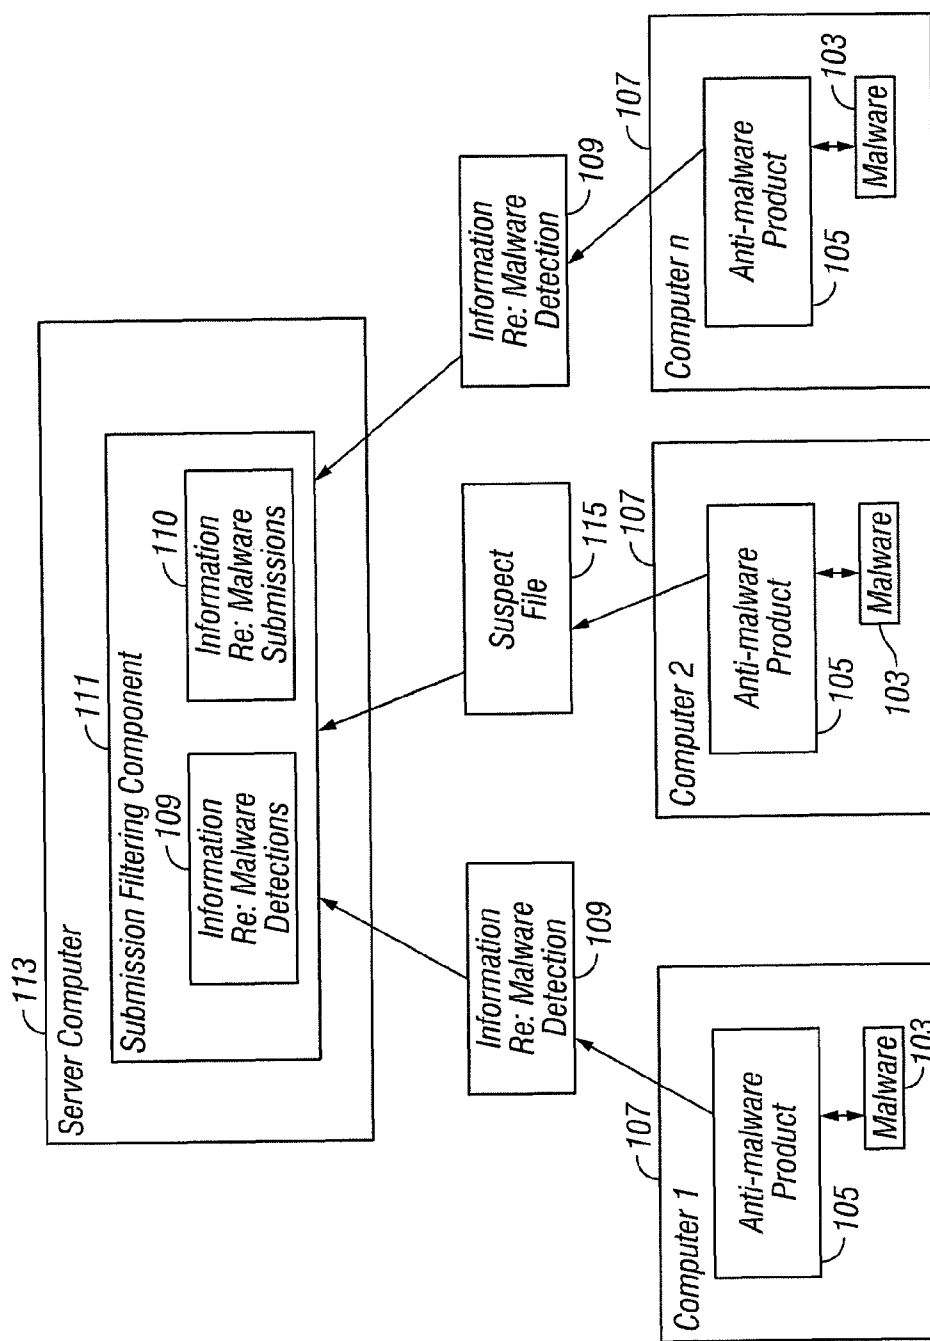 113
Server Computer
111
Submission Filtering Component
109
Information
Re: Malware
Detections
110
Information
Re: Malware
Submissions
Information
Re: Malware
Detection
109
Suspect
File
115
Information
Re: Malware
Detection
109
107
Computer 1
Anti-malware
Product
105
Malware
103
107
Computer 2
Anti-malware
Product
105
Malware
103
107
Computer n
Anti-malware
Product
105
Malware
103